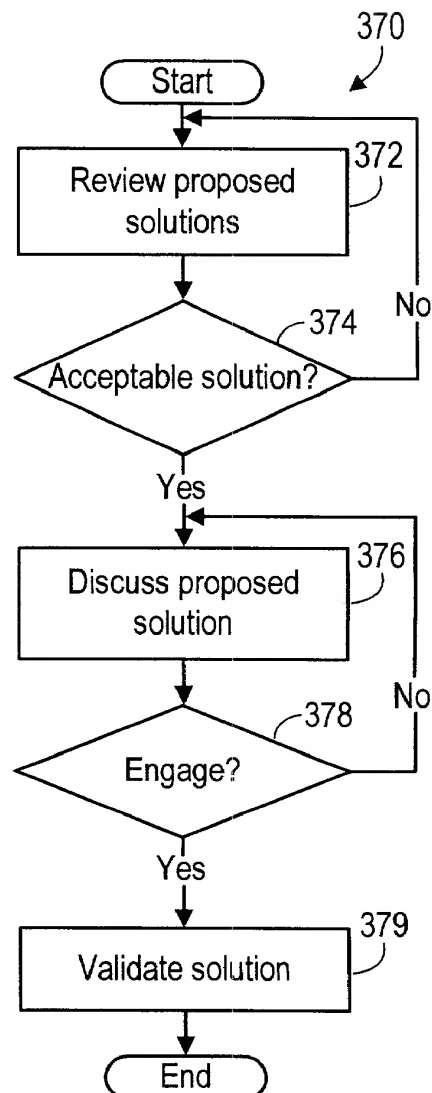 370
Start
Review proposed
solutions
372
374
No
Acceptable solution?
Yes
Discuss proposed
solution
376
No
378
Engage?
Yes
379
Validate solution
End